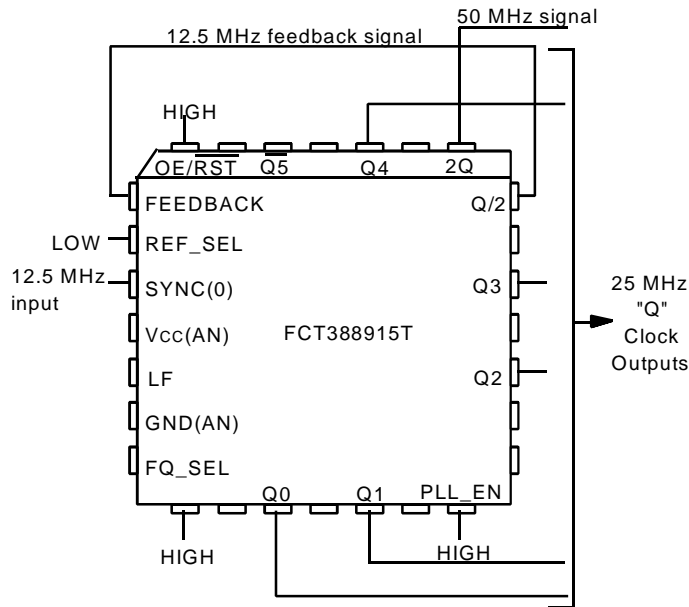 50 MHz signal
12.5 MHz feedback signal
HIGH
OE/RST Q5 Q4 2Q
FEEDBACK Q/2
LOW REF_SEL
12.5 MHz input SYNC(0) Q3
25 MHz "Q" Clock Outputs
VCC(AN) FCT388915T
LF Q2
GND(AN)
FQ_SEL
Q0 Q1 PLL_EN
HIGH HIGH